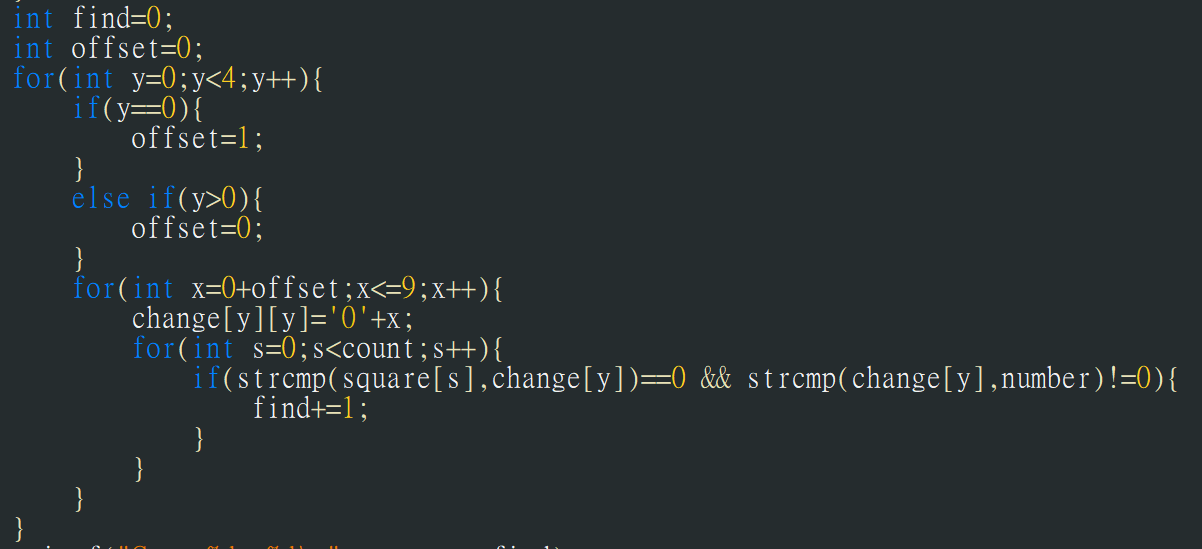 int find=0;
int offset=0;
for(int y=0;y<4;y++){
if(y==0){
offset=1;
}
else if(y>0){
offset=0;
}
for(int x=0+offset;x<=9;x++){
change[y][y]='0'+x;
for(int s=0;s<count;s++){
if(strcmp(square[s],change[y])==0 && strcmp(change[y],number)!=0){
find+=1;
}
}
}
}